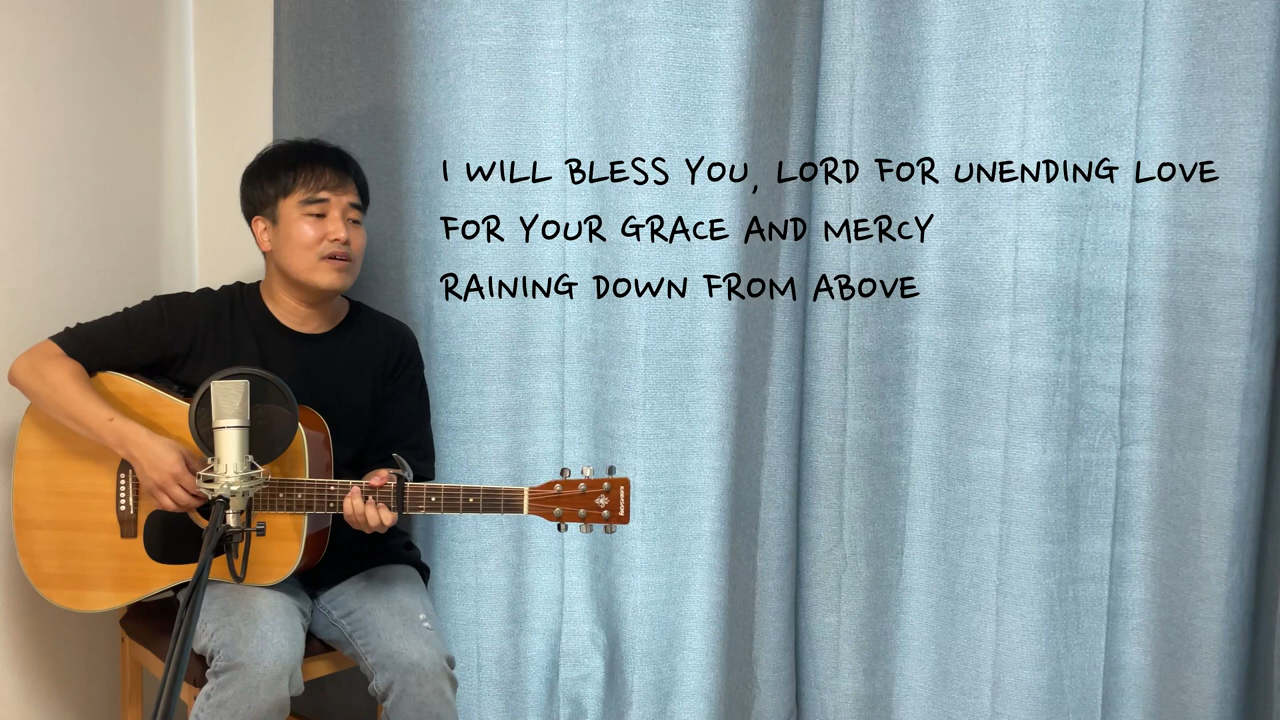 I WILL BLESS YOU, LORD FOR UNENDING LOVE
FOR YOUR GRACE AND MERCY
RAINING DOWN FROM ABOVE